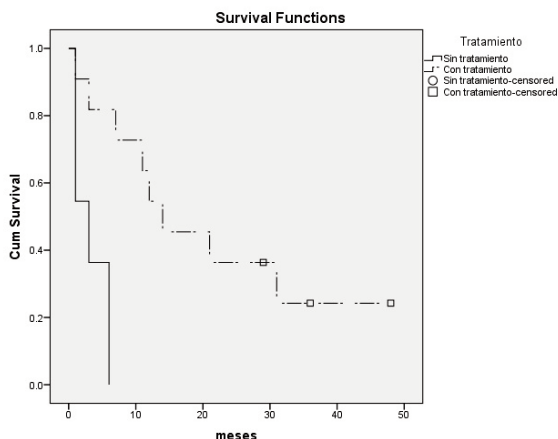 Survival Functions
Tratamiento
Sin tratamiento
Con tratamiento
Sin tratamiento-censored
Con tratamiento-censored
Cum Survival
1.0
0.8
0.6
0.4
0.2
0.0
0 10 20 30 40 50
meses